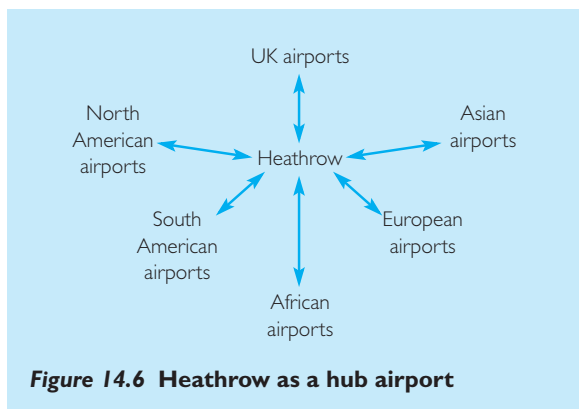 UK airports
North
American
airports
Asian
airports
Heathrow
South
American
airports
European
airports
African
airports
Figure 14.6 Heathrow as a hub airport